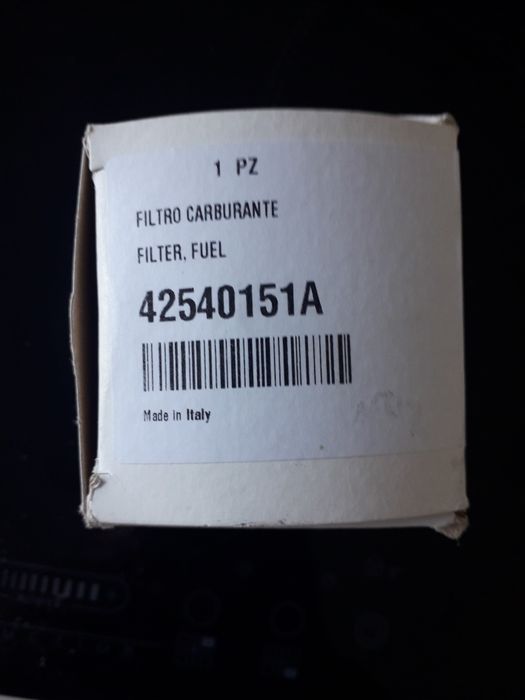 1 PZ
FILTRO CARBURANTE
FILTER, FUEL
42540151A
Made in Italy